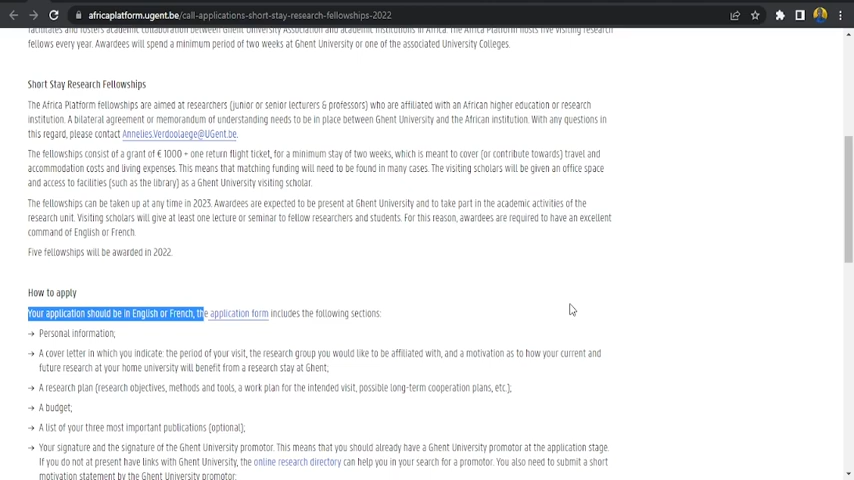 africaplatform.ugent.be/call-applications-short-stay-research-fellowships-2022
facilitates and fosters academic collaboration between Ghent University Association and academic institutions in Africa. The Africa Platform hosts five visiting research
fellows every year. Awardees will spend a minimum period of two weeks at Ghent University or one of the associated University Colleges.
Short Stay Research Fellowships
The Africa Platform fellowships are aimed at researchers (junior or senior lecturers & professors) who are affiliated with an African higher education or research
institution. A bilateral agreement or memorandum of understanding needs to be in place between Ghent University and the African institution. With any questions in
this regard, please contact Annelies.Verdoolaege@UGent.be.
The fellowships consist of a grant of € 1000 + one return flight ticket, for a minimum stay of two weeks, which is meant to cover (or contribute towards) travel and
accommodation costs and living expenses. This means that matching funding will need to be found in many cases. The visiting scholars will be given an office space
and access to facilities (such as the library) as a Ghent University visiting scholar.
The fellowships can be taken up at any time in 2023. Awardees are expected to be present at Ghent University and to take part in the academic activities of the
research unit. Visiting scholars will give at least one lecture or seminar to fellow researchers and students. For this reason, awardees are required to have an excellent
command of English or French.
Five fellowships will be awarded in 2022.
How to apply
Your application should be in English or French, the application form includes the following sections:
→ Personal information;
→ A cover letter in which you indicate: the period of your visit, the research group you would like to be affiliated with, and a motivation as to how your current and
future research at your home university will benefit from a research stay at Ghent;
→ A research plan (research objectives, methods and tools, a work plan for the intended visit, possible long-term cooperation plans, etc.);
→ A budget;
→ A list of your three most important publications (optional);
→ Your signature and the signature of the Ghent University promotor. This means that you should already have a Ghent University promotor at the application stage.
If you do not at present have links with Ghent University, the online research directory can help you in your search for a promotor. You also need to submit a short
motivation statement by the Ghent University promotor.